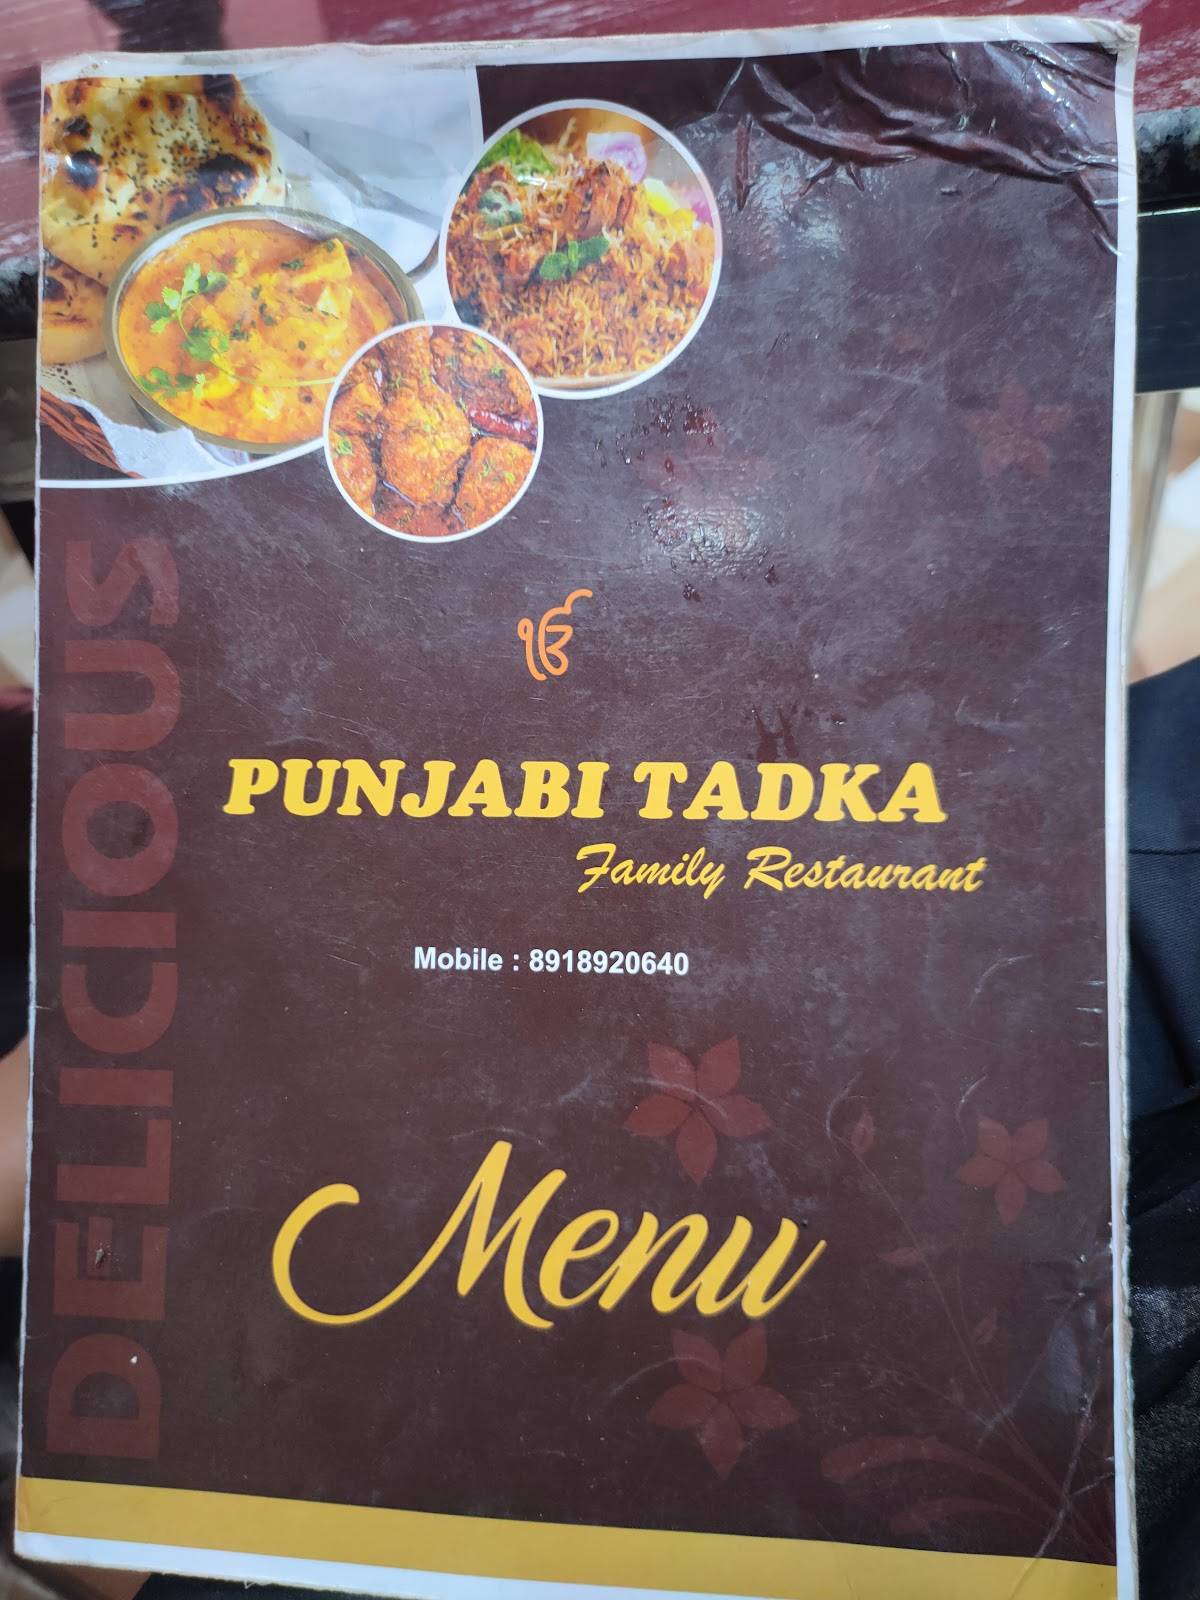 ੴ
PUNJABI TADKA
Family Restaurant
Mobile : 8918920640
Menu
DELICIOUS